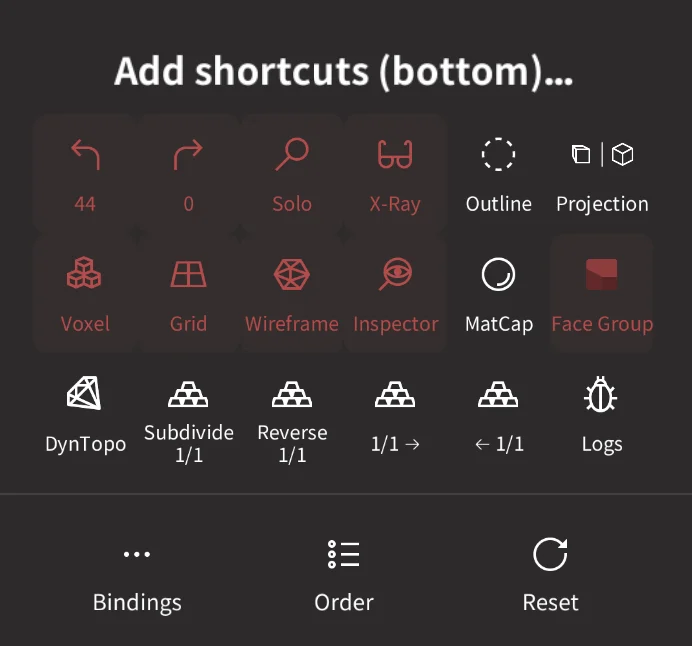 Add shortcuts (bottom)...
44
0
Solo
X-Ray
Outline
Projection
Voxel
Grid
Wireframe
Inspector
MatCap
Face Group
DynTopo
Subdivide
1/1
Reverse
1/1
1/1 →
← 1/1
Logs
Bindings
Order
Reset